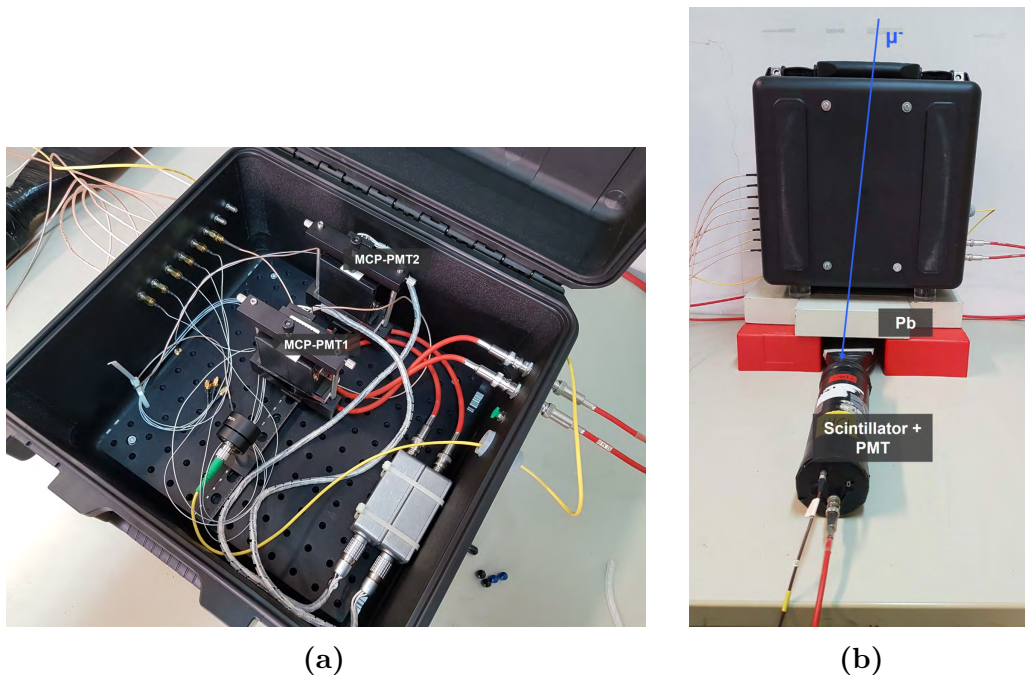 MCP-PMT2
MCP-PMT1
(a)
μ-
Pb
Scintillator +
PMT
(b)